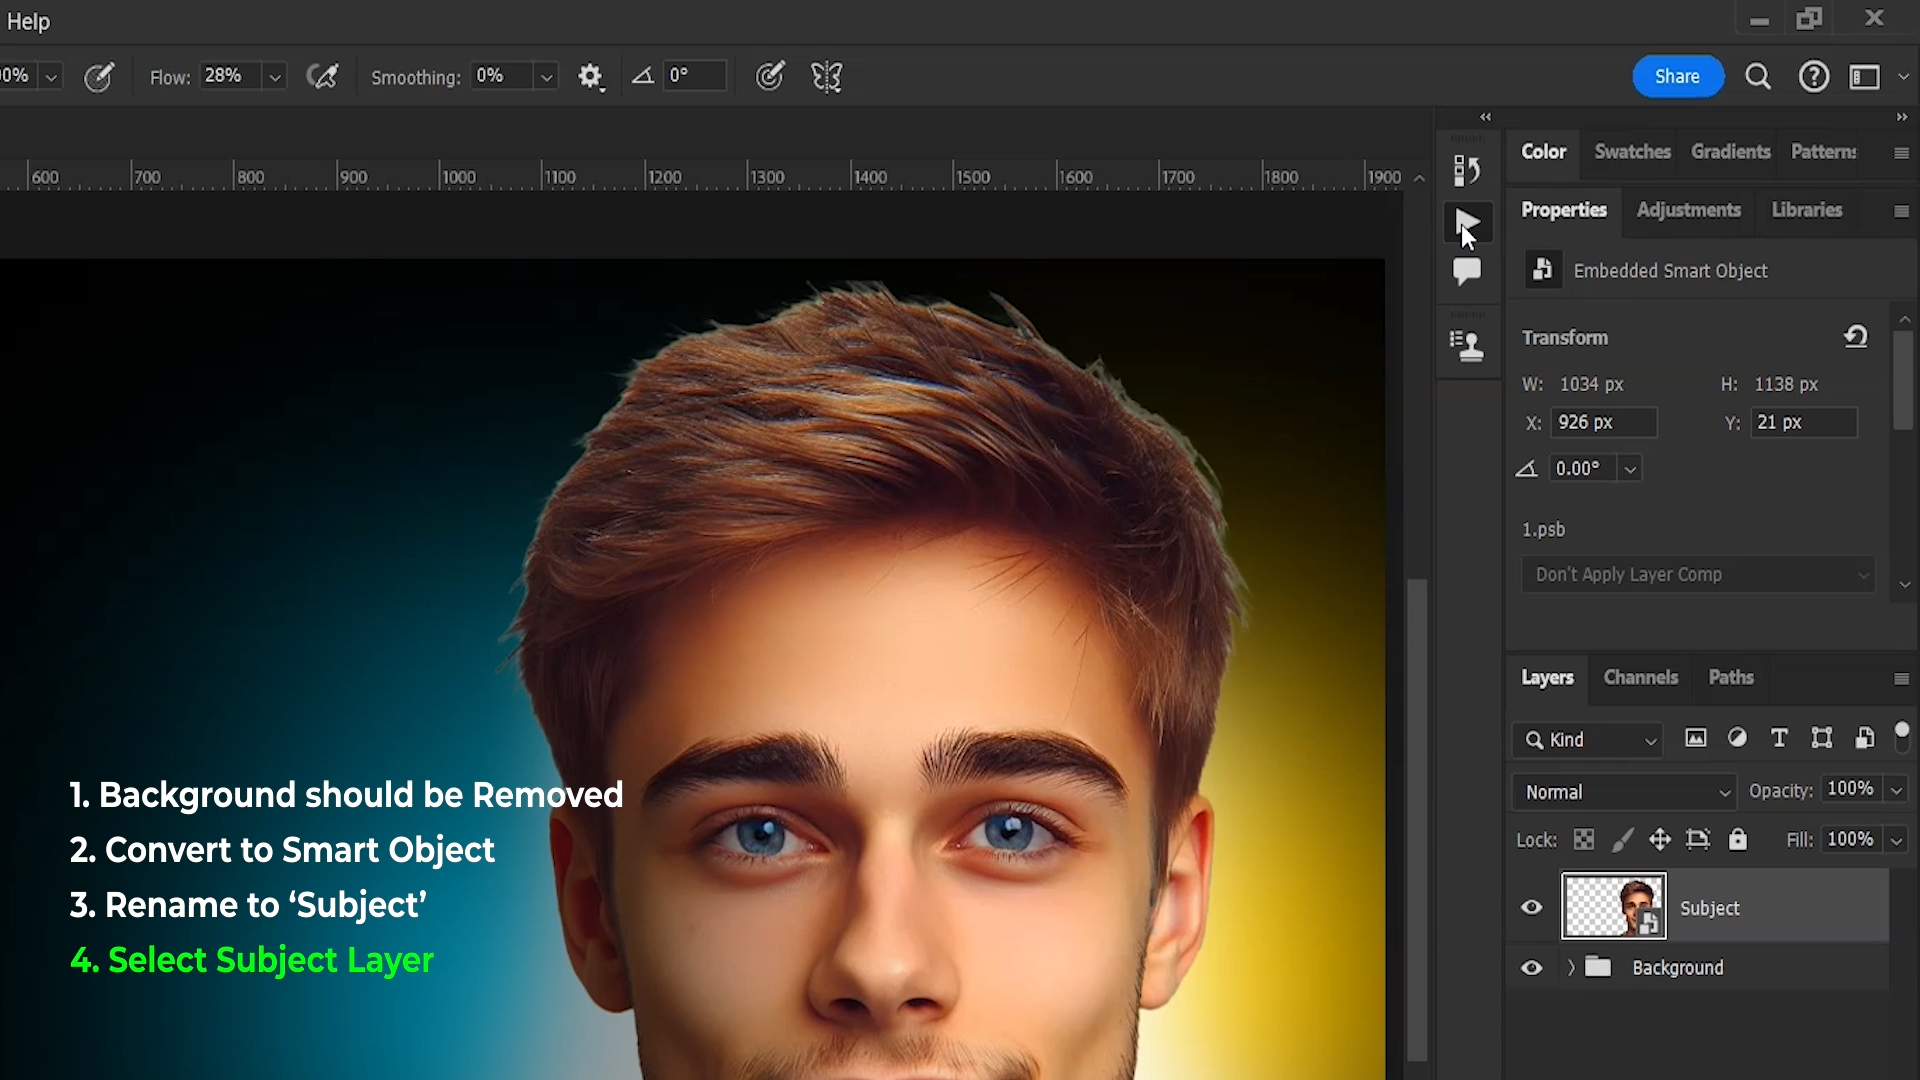 Help
00% Flow: 28% Smoothing: 0% 0° Share
600 700 800 900 1000 1100 1200 1300 1400 1500 1600 1700 1800 1900
Color Swatches Gradients Patterns
Properties Adjustments Libraries
Embedded Smart Object
Transform
W: 1034 px H: 1138 px
X: 926 px Y: 21 px
0.00°
1.psb
Don't Apply Layer Comp
Layers Channels Paths
Kind
Normal Opacity: 100%
Lock: Fill: 100%
Subject
Background
1. Background should be Removed
2. Convert to Smart Object
3. Rename to ‘Subject’
4. Select Subject Layer